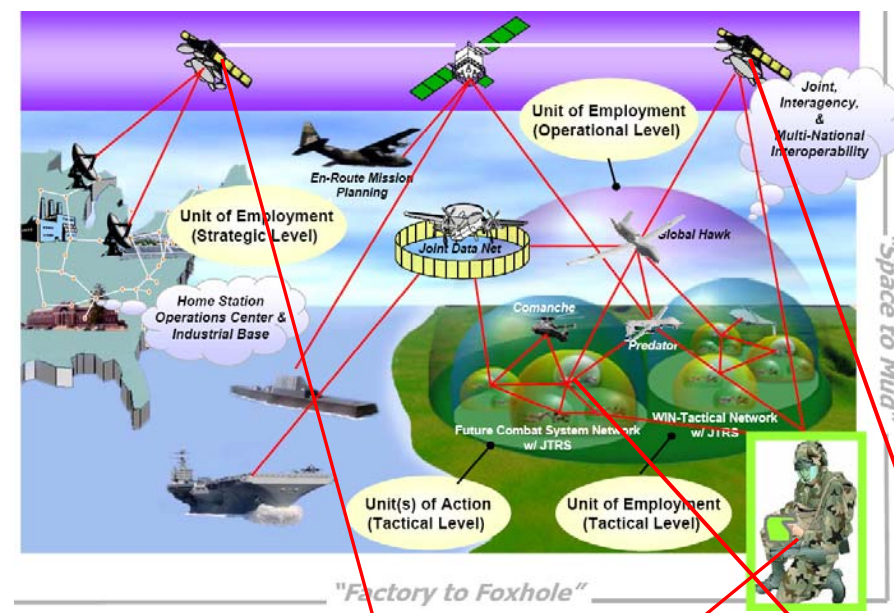 Joint,
Interagency,
&
Multi-National
Interoperability
Unit of Employment
(Operational Level)
En-Route Mission
Planning
Unit of Employment
(Strategic Level)
Joint Data Net
Global Hawk
Home Station
Operations Center &
Industrial Base
Comanche
Predator
Future Combat System Network
w/ JTRS
WIN-Tactical Network
w/ JTRS
Unit(s) of Action
(Tactical Level)
Unit of Employment
(Tactical Level)
"Factory to Foxhole"
"Space to Mud"